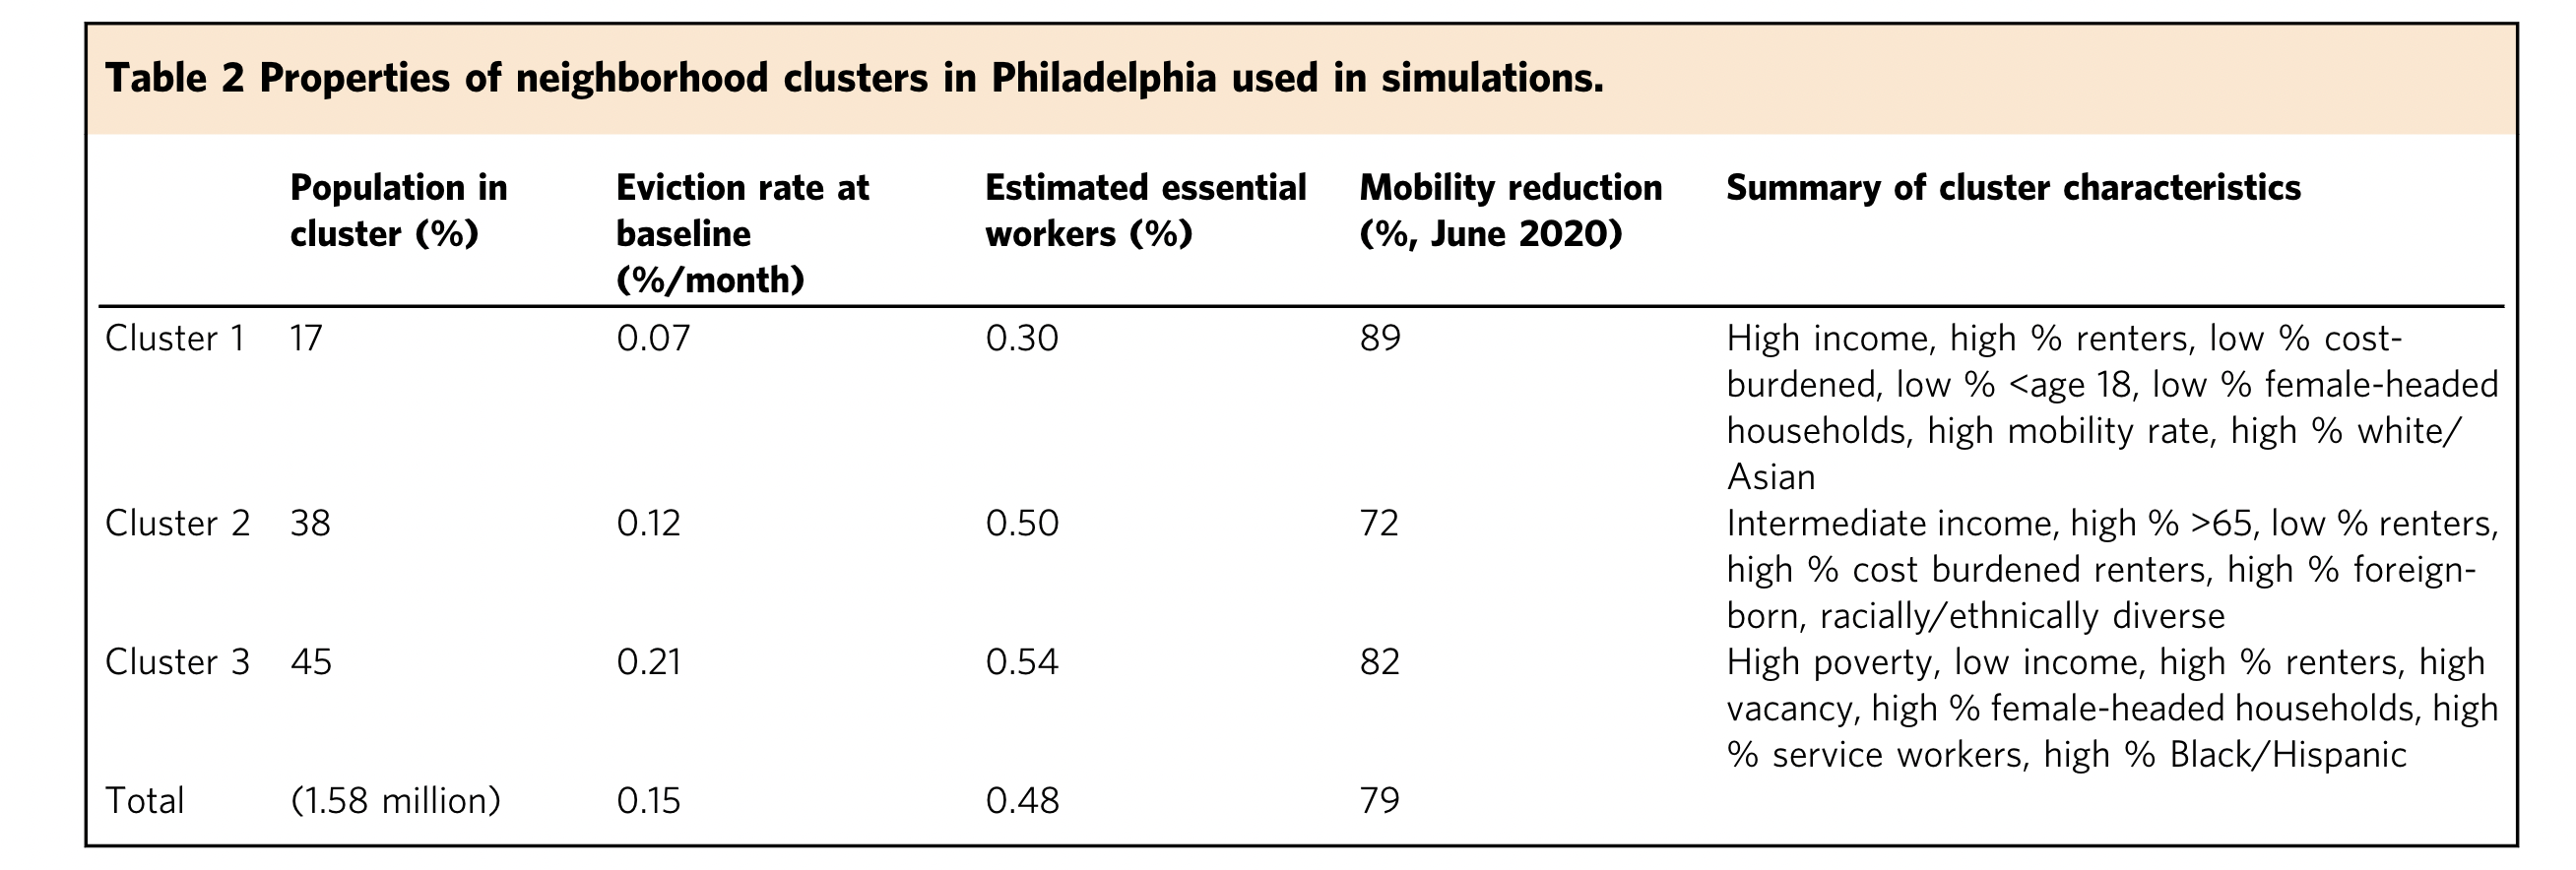 Table 2 Properties of neighborhood clusters in Philadelphia used in simulations.
Population in cluster (%) Eviction rate at baseline (%/month) Estimated essential workers (%) Mobility reduction (%, June 2020) Summary of cluster characteristics
Cluster 1 17 0.07 0.30 89 High income, high % renters, low % cost-
burdened, low % <age 18, low % female-headed
households, high mobility rate, high % white/
Asian
Cluster 2 38 0.12 0.50 72 Intermediate income, high % >65, low % renters,
high % cost burdened renters, high % foreign-
born, racially/ethnically diverse
Cluster 3 45 0.21 0.54 82 High poverty, low income, high % renters, high
vacancy, high % female-headed households, high
% service workers, high % Black/Hispanic
Total (1.58 million) 0.15 0.48 79